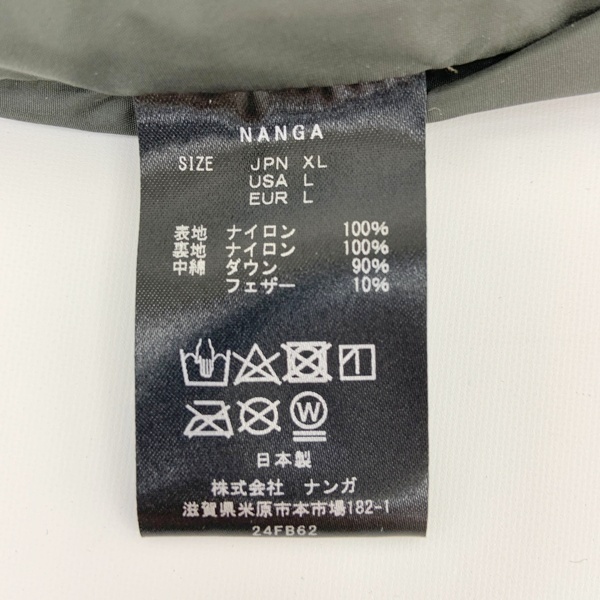 NANGA
SIZE JPN XL
USA L
EUR L
表地 ナイロン 100%
裏地 ナイロン 100%
中綿 ダウン 90%
フェザー 10%
W
日本製
株式会社 ナンガ
滋賀県米原市本市場182-1
24FB62